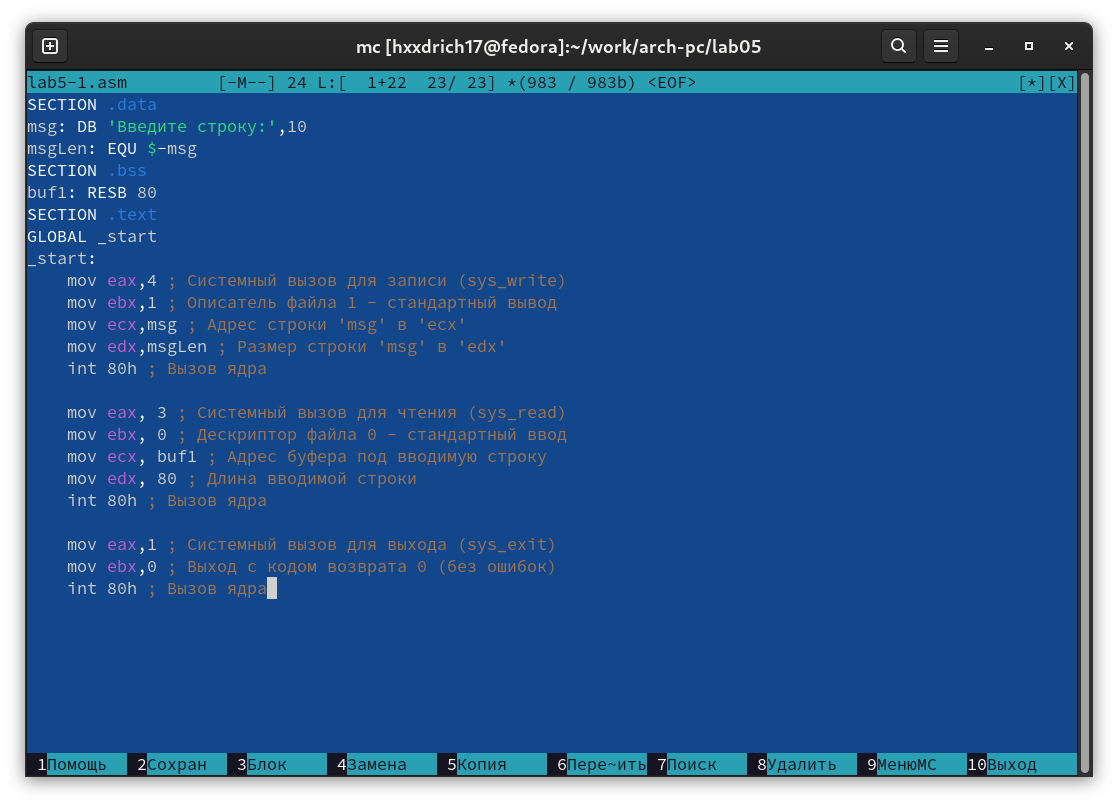 mc [hxxdrich17@fedora]:~/work/arch-pc/lab05
lab5-1.asm [-M--] 24 L:[ 1+22 23/ 23] *(983 / 983b) <EOF> [*][X]
SECTION .data
msg: DB 'Введите строку:',10
msgLen: EQU $-msg
SECTION .bss
buf1: RESB 80
SECTION .text
GLOBAL _start
_start:
    mov eax,4 ; Системный вызов для записи (sys_write)
    mov ebx,1 ; Описатель файла 1 - стандартный вывод
    mov ecx,msg ; Адрес строки 'msg' в 'ecx'
    mov edx,msgLen ; Размер строки 'msg' в 'edx'
    int 80h ; Вызов ядра
    mov eax, 3 ; Системный вызов для чтения (sys_read)
    mov ebx, 0 ; Дескриптор файла 0 - стандартный ввод
    mov ecx, buf1 ; Адрес буфера под вводимую строку
    mov edx, 80 ; Длина вводимой строки
    int 80h ; Вызов ядра
    mov eax,1 ; Системный вызов для выхода (sys_exit)
    mov ebx,0 ; Выход с кодом возврата 0 (без ошибок)
    int 80h ; Вызов ядра
1Помощь 2Сохран 3Блок 4Замена 5Копия 6Пере~ить 7Поиск 8Удалить 9МенюMC 10Выход